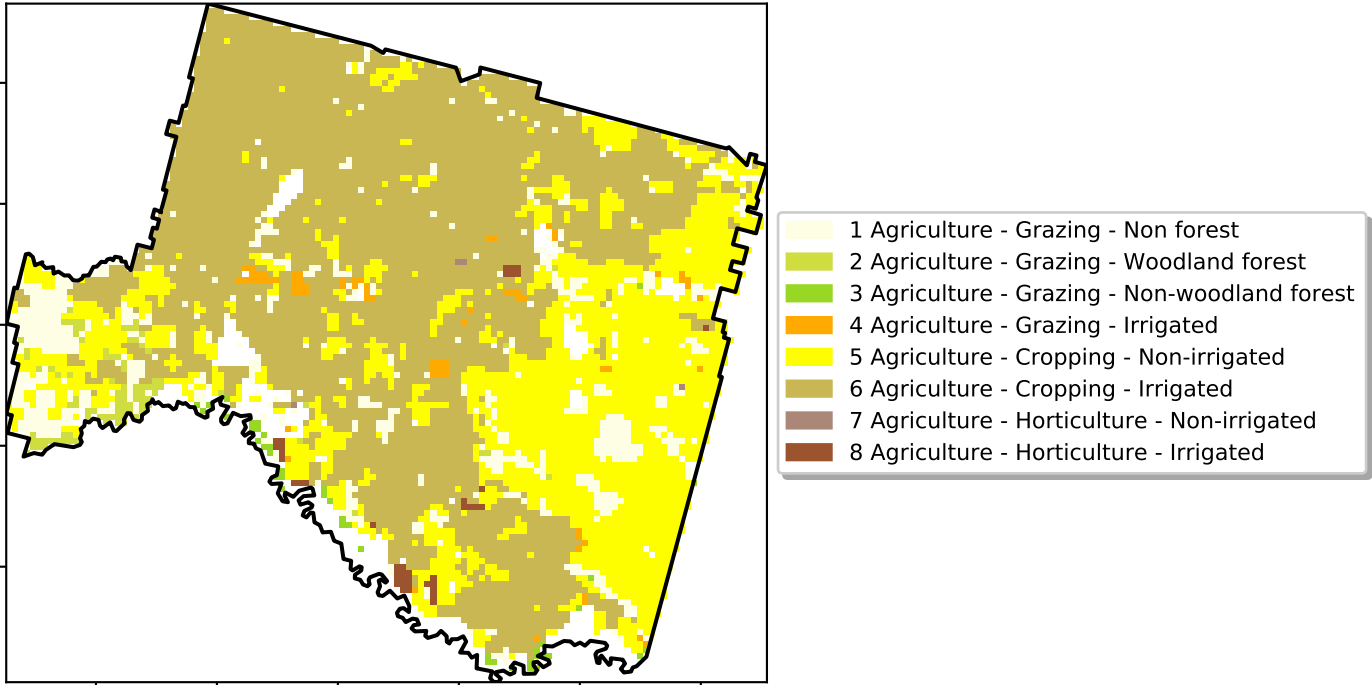 1 Agriculture - Grazing - Non forest
2 Agriculture - Grazing - Woodland forest
3 Agriculture - Grazing - Non-woodland forest
4 Agriculture - Grazing - Irrigated
5 Agriculture - Cropping - Non-irrigated
6 Agriculture - Cropping - Irrigated
7 Agriculture - Horticulture - Non-irrigated
8 Agriculture - Horticulture - Irrigated